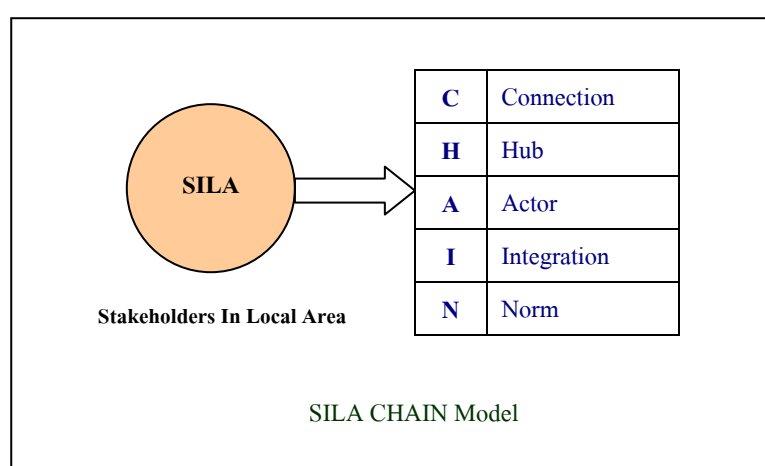 SILA
Stakeholders In Local Area
C Connection
H Hub
A Actor
I Integration
N Norm
SILA CHAIN Model